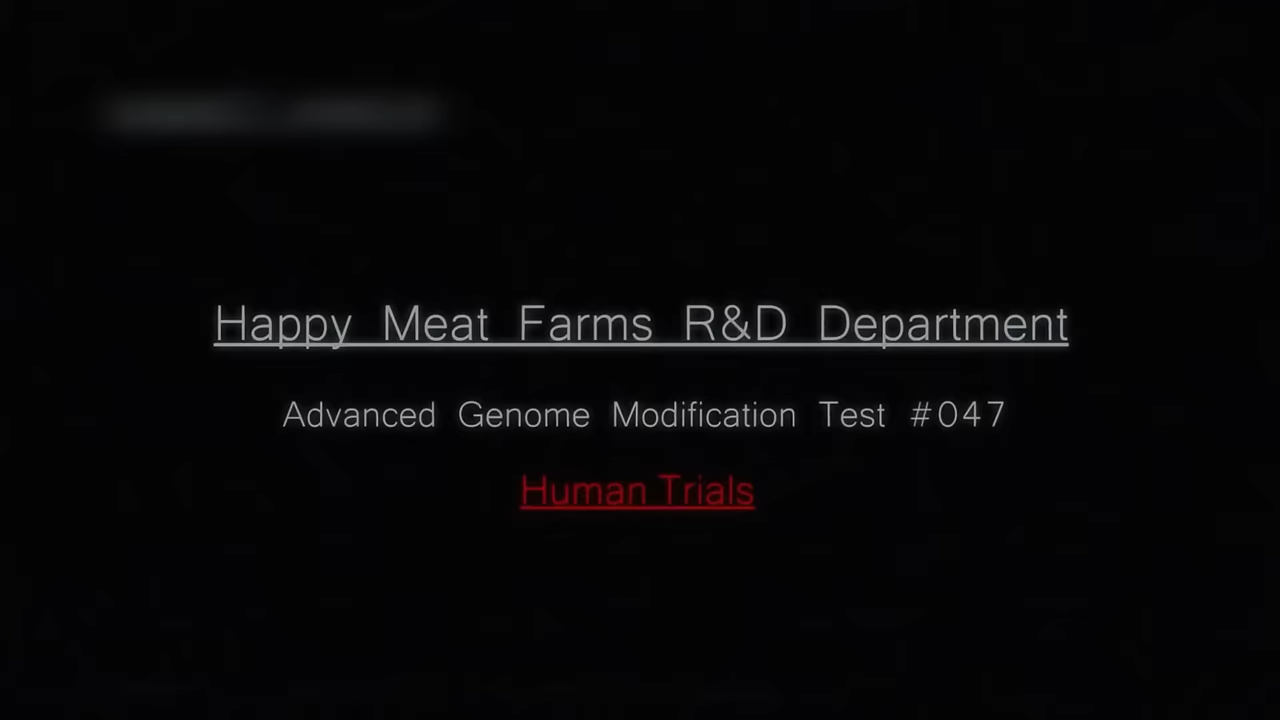 Happy Meat Farms R&D Department
Advanced Genome Modification Test #047
Human Trials